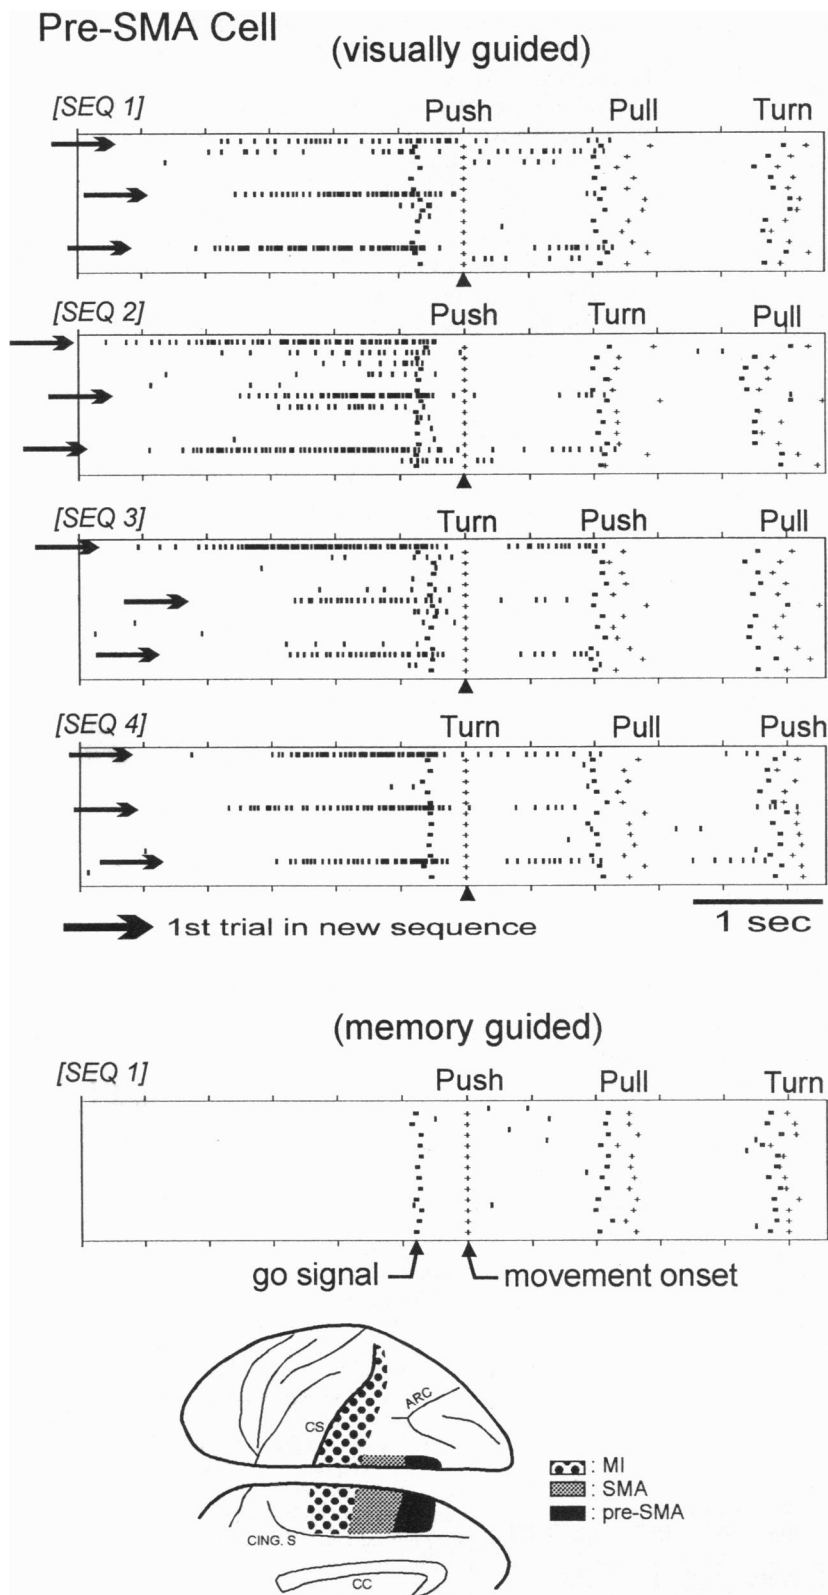 Pre-SMA Cell
(visually guided)
[SEQ 1] Push Pull Turn
[SEQ 2] Push Turn Pull
[SEQ 3] Turn Push Pull
[SEQ 4] Turn Pull Push
1st trial in new sequence 1 sec
(memory guided)
[SEQ 1] Push Pull Turn
go signal movement onset
ARC
CS
: MI
: SMA
: pre-SMA
CING. S
CC